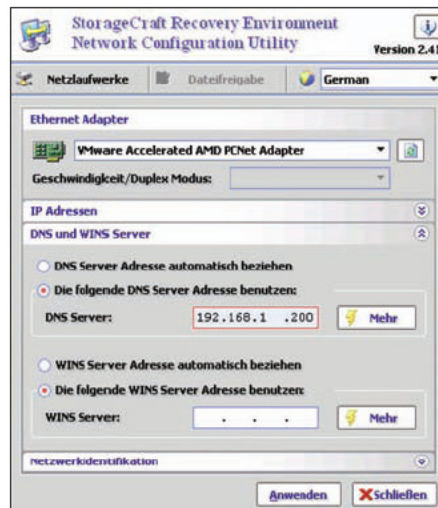 StorageCraft Recovery Environment
Network Configuration Utility
Version 2.41
Netzlaufwerke
Dateifreigabe
German
Ethernet Adapter
VMware Accelerated AMD PCNet Adapter
Geschwindigkeit/Duplex Modus:
IP Adressen
DNS und WINS Server
DNS Server Adresse automatisch beziehen
Die folgende DNS Server Adresse benutzen:
DNS Server: 192.168.1 .200 Mehr
WINS Server Adresse automatisch beziehen
Die folgende WINS Server Adresse benutzen:
WINS Server: . . . Mehr
Netzwerkidentifikation
Anwenden
Schließen